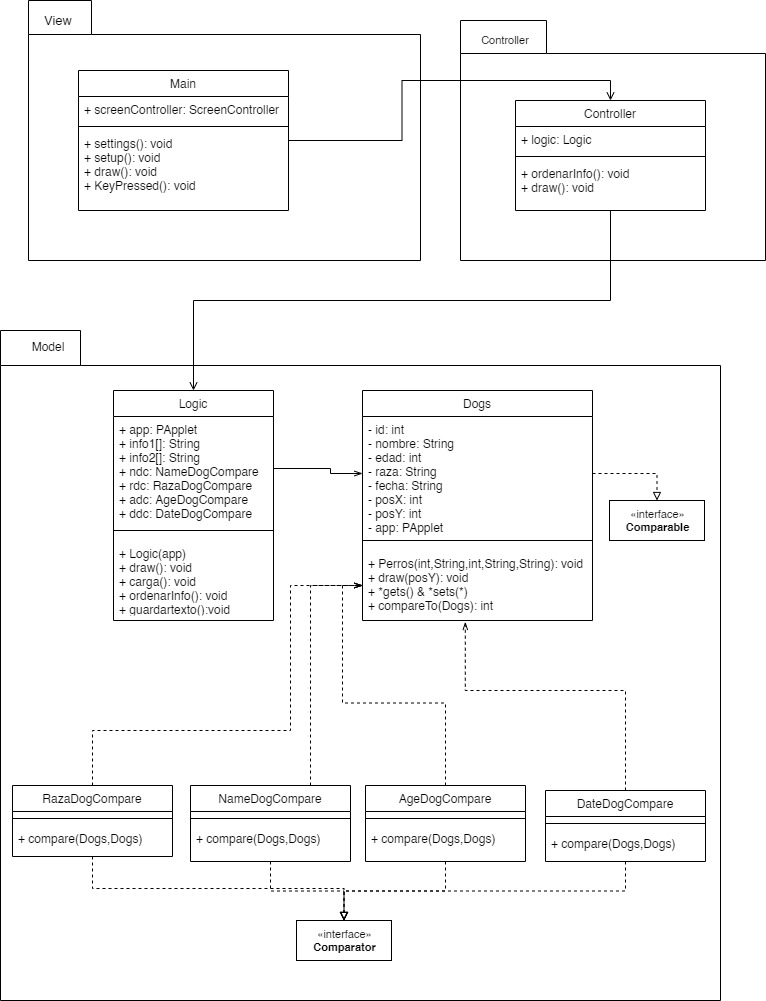 View
Controller
Main
+ screenController: ScreenController
+ settings(): void
+ setup(): void
+ draw(): void
+ KeyPressed(): void
Controller
+ logic: Logic
+ ordenarInfo(): void
+ draw(): void
Model
Logic
+ app: PApplet
+ info1[]: String
+ info2[]: String
+ ndc: NameDogCompare
+ rdc: RazaDogCompare
+ adc: AgeDogCompare
+ ddc: DateDogCompare
+ Logic(app)
+ draw(): void
+ carga(): void
+ ordenarInfo(): void
+ guardartexto():void
Dogs
- id: int
- nombre: String
- edad: int
- raza: String
- fecha: String
- posX: int
- posY: int
- app: PApplet
+ Perros(int,String,int,String,String): void
+ draw(posY): void
+ *gets() & *sets(*)
+ compareTo(Dogs): int
«interface»
Comparable
RazaDogCompare
+ compare(Dogs,Dogs)
NameDogCompare
+ compare(Dogs,Dogs)
AgeDogCompare
+ compare(Dogs,Dogs)
DateDogCompare
+ compare(Dogs,Dogs)
«interface»
Comparator